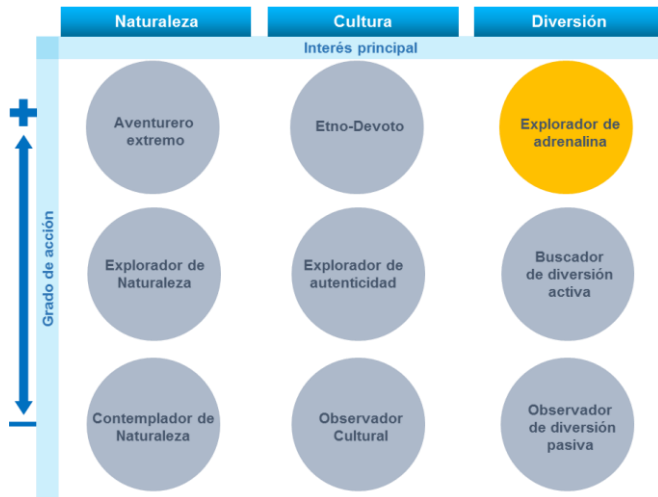 Naturaleza
Cultura
Diversión
Interés principal
Grado de acción
Aventurero
extremo
Etno-Devoto
Explorador de
adrenalina
Explorador de
Naturaleza
Explorador de
autenticidad
Buscador
de diversión
activa
Contemplador de
Naturaleza
Observador
Cultural
Observador
de diversión
pasiva